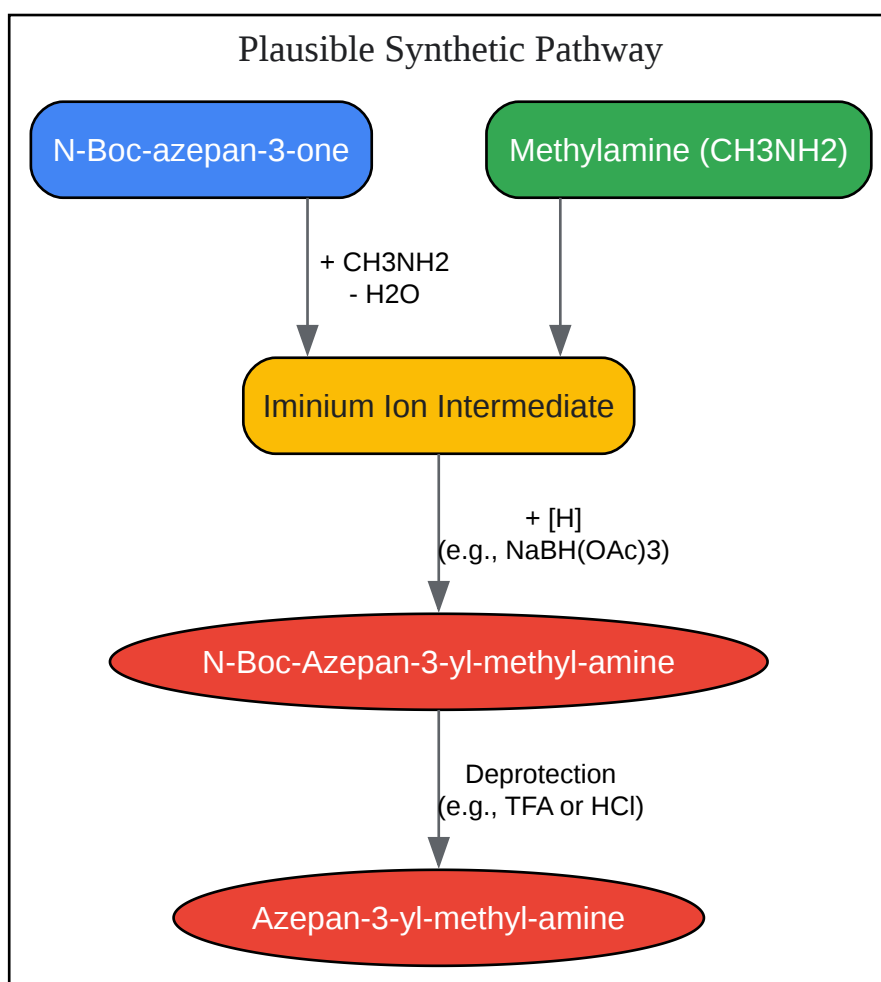 Plausible Synthetic Pathway
N-Boc-azepan-3-one
Methylamine (CH3NH2)
+ CH3NH2
- H2O
Iminium Ion Intermediate
+ [H]
(e.g., NaBH(OAc)3)
N-Boc-Azepan-3-yl-methyl-amine
Deprotection
(e.g., TFA or HCl)
Azepan-3-yl-methyl-amine